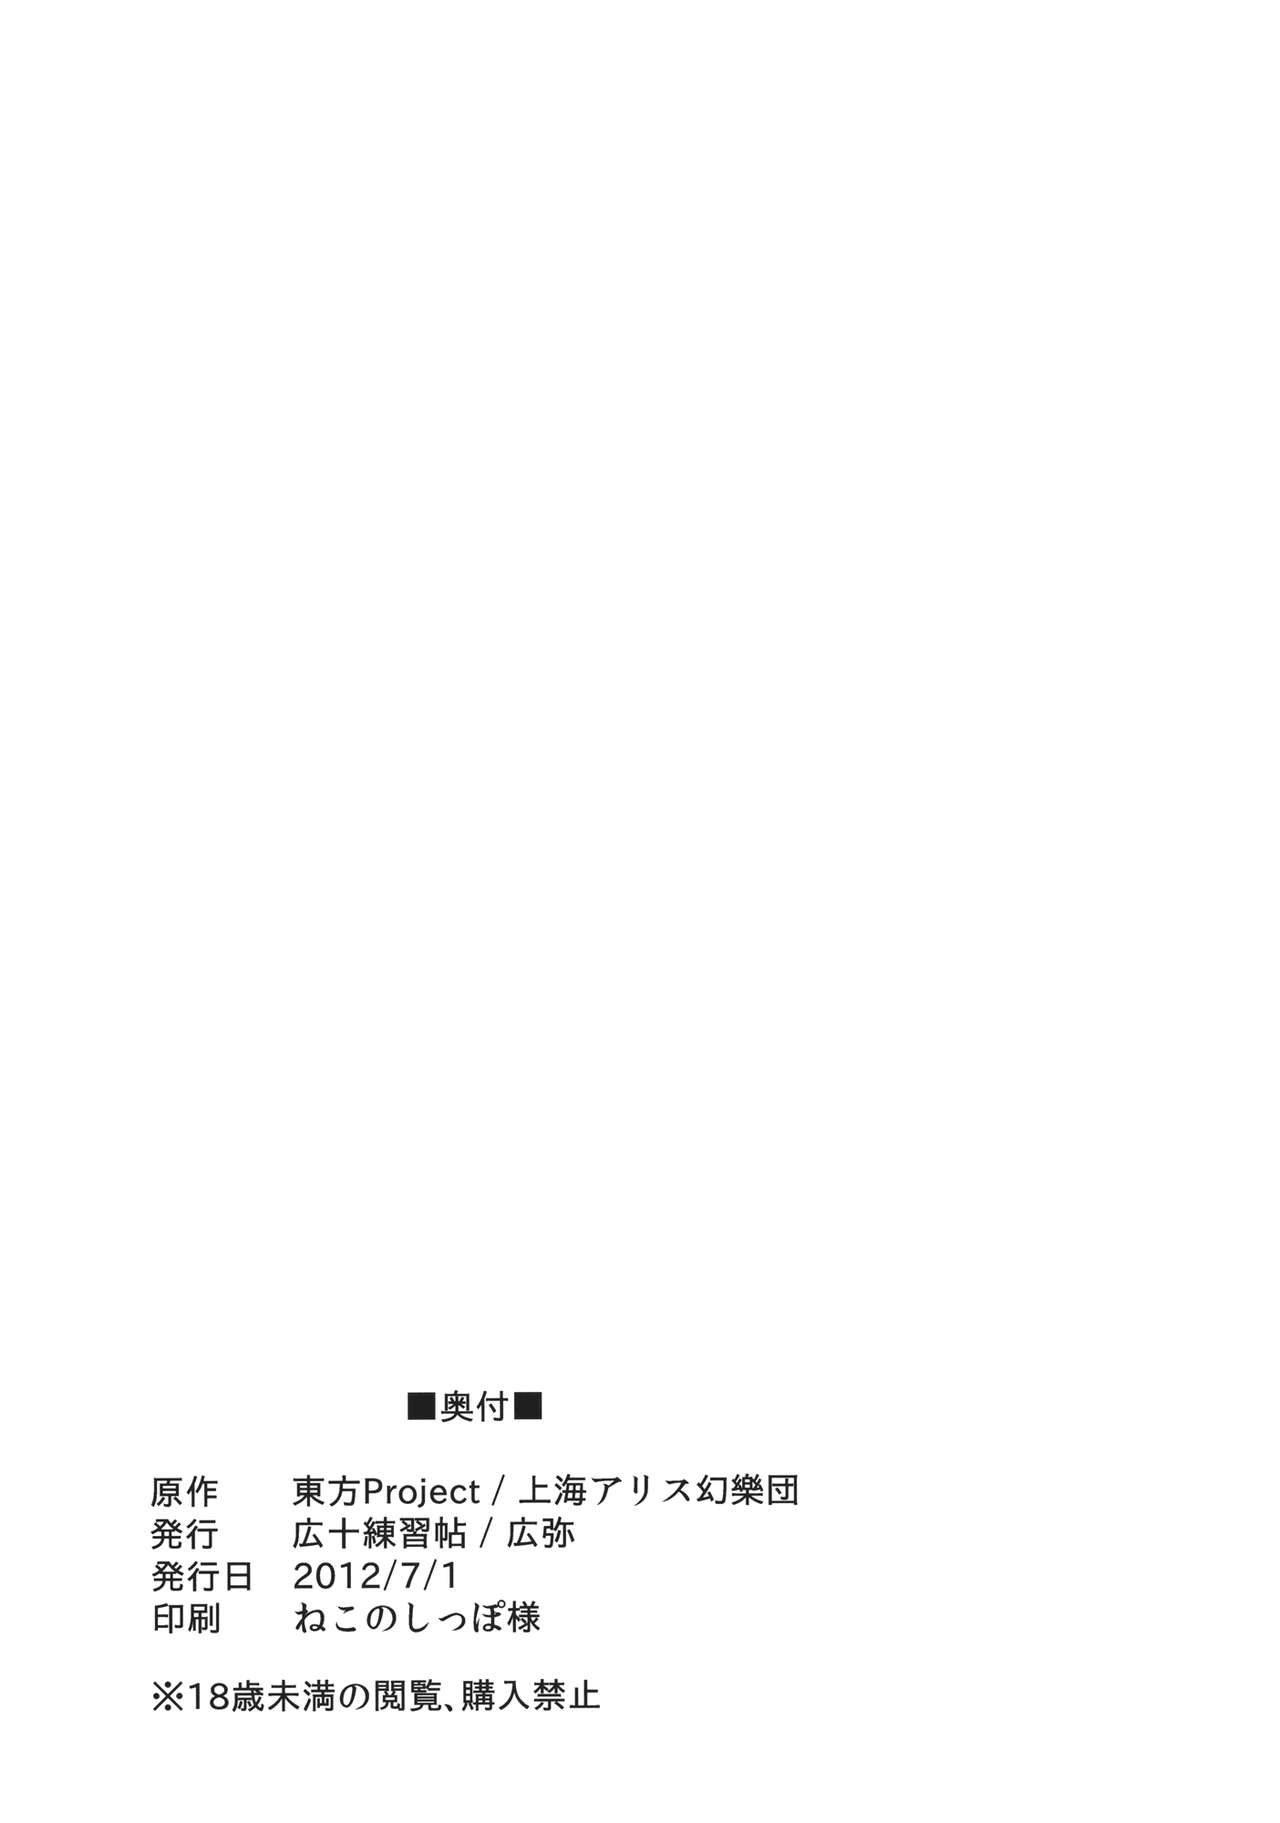 ■奥付■
原作 東方Project / 上海アリス幻樂団
発行 広十練習帖 / 広弥
発行日 2012/7/1
印刷 ねこのしっぽ様
※18歳未満の閲覧、購入禁止